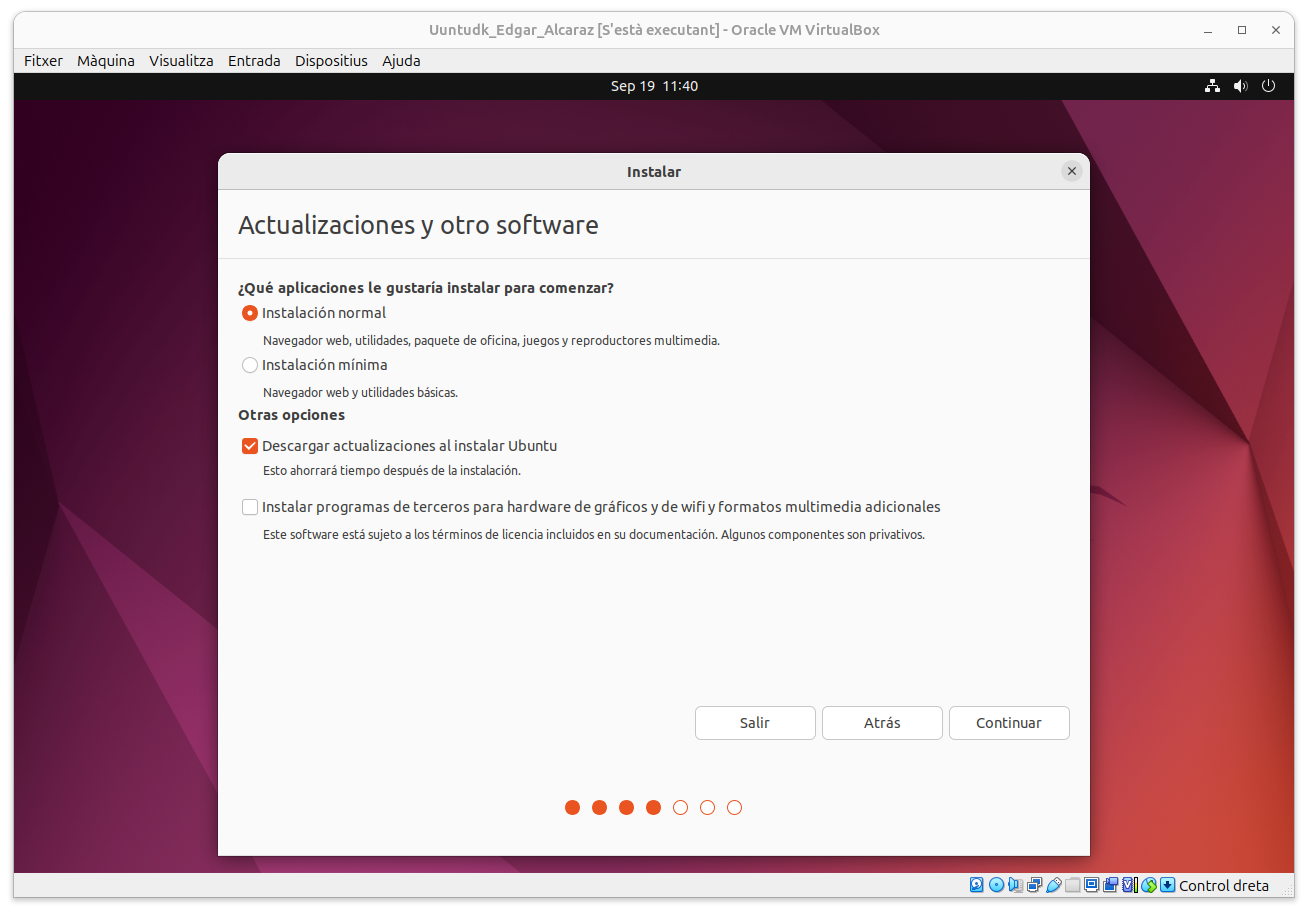 Uuntudk_Edgar_Alcaraz [S'està executant] - Oracle VM VirtualBox
Fitxer Màquina Visualitza Entrada Dispositius Ajuda
Sep 19 11:40
Instalar
Actualizaciones y otro software
¿Qué aplicaciones le gustaría instalar para comenzar?
Instalación normal
Navegador web, utilidades, paquete de oficina, juegos y reproductores multimedia.
Instalación mínima
Navegador web y utilidades básicas.
Otras opciones
Descargar actualizaciones al instalar Ubuntu
Esto ahorrará tiempo después de la instalación.
Instalar programas de terceros para hardware de gráficos y de wifi y formatos multimedia adicionales
Este software está sujeto a los términos de licencia incluidos en su documentación. Algunos componentes son privativos.
Salir Atrás Continuar
Control dreta